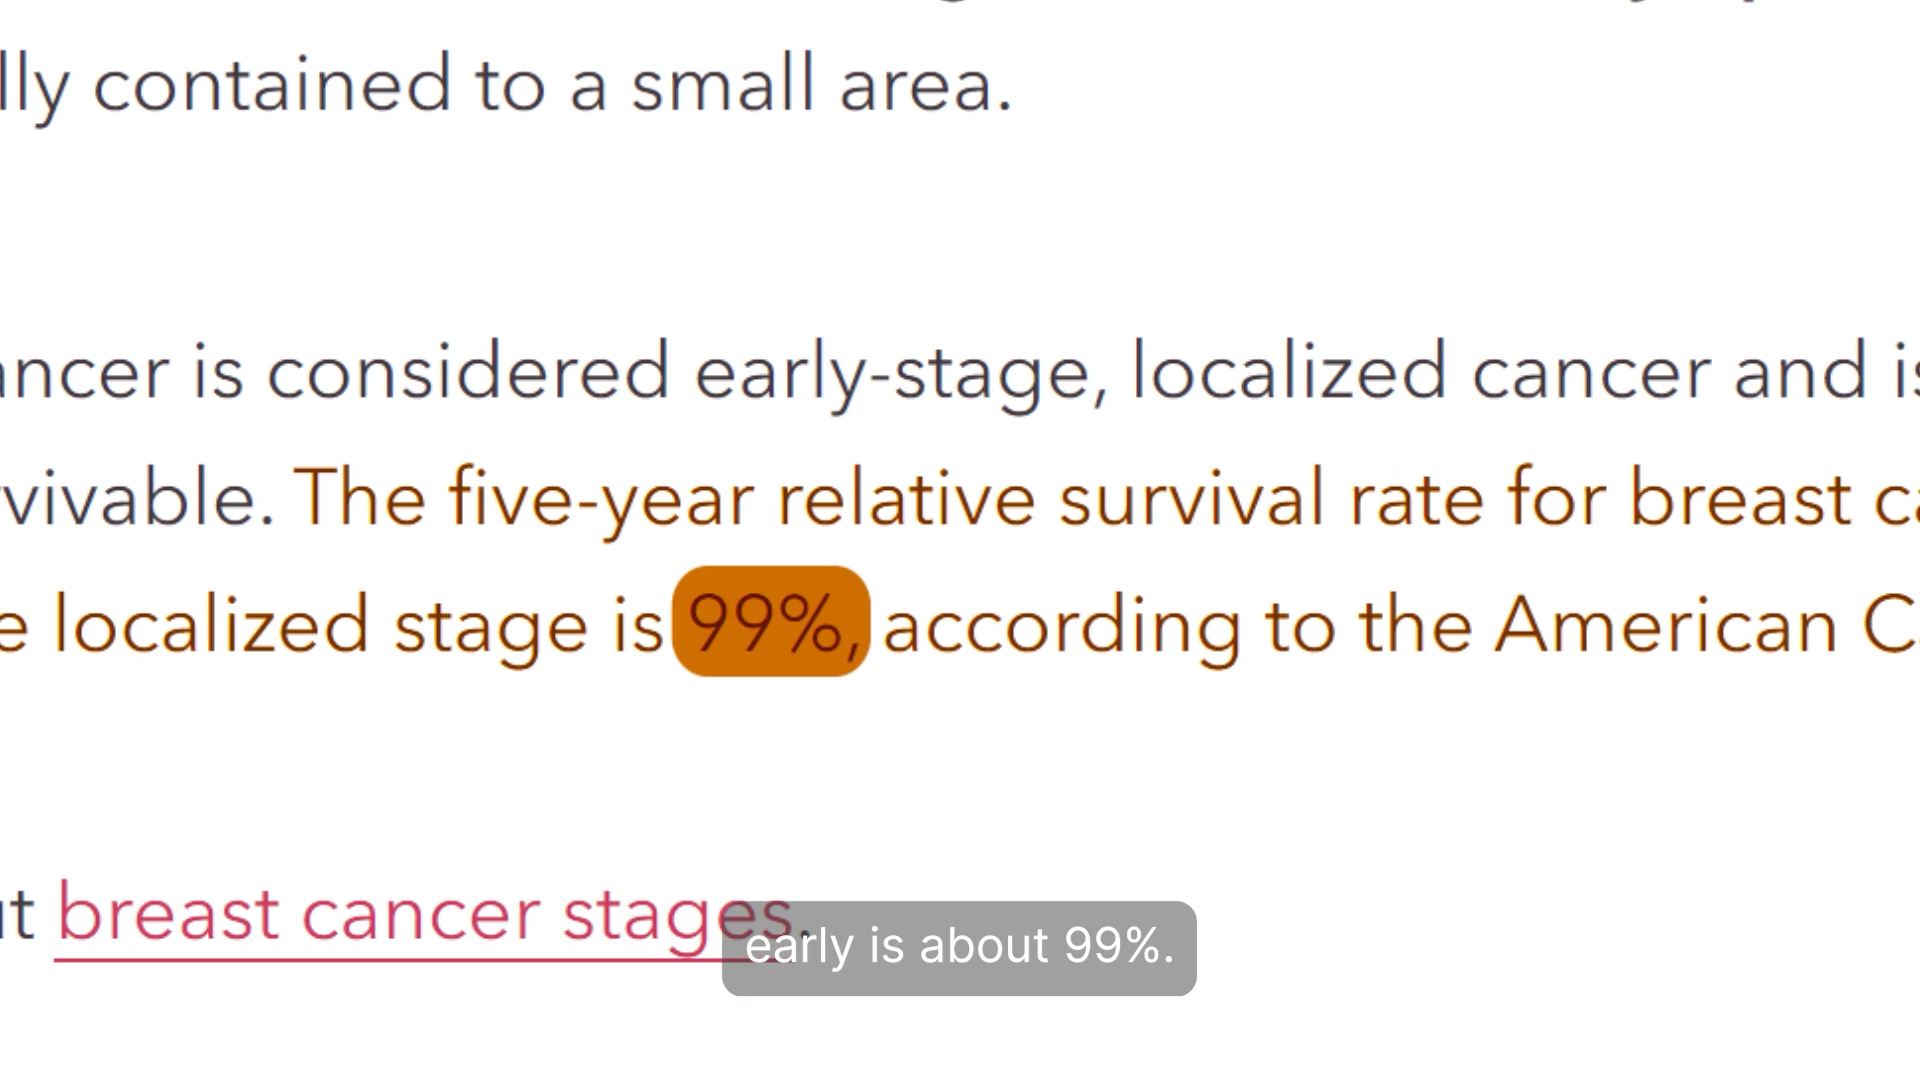 lly contained to a small area.
ancer is considered early-stage, localized cancer and is
vivable. The five-year relative survival rate for breast ca
e localized stage is 99%, according to the American C
ut breast cancer stages.
early is about 99%.